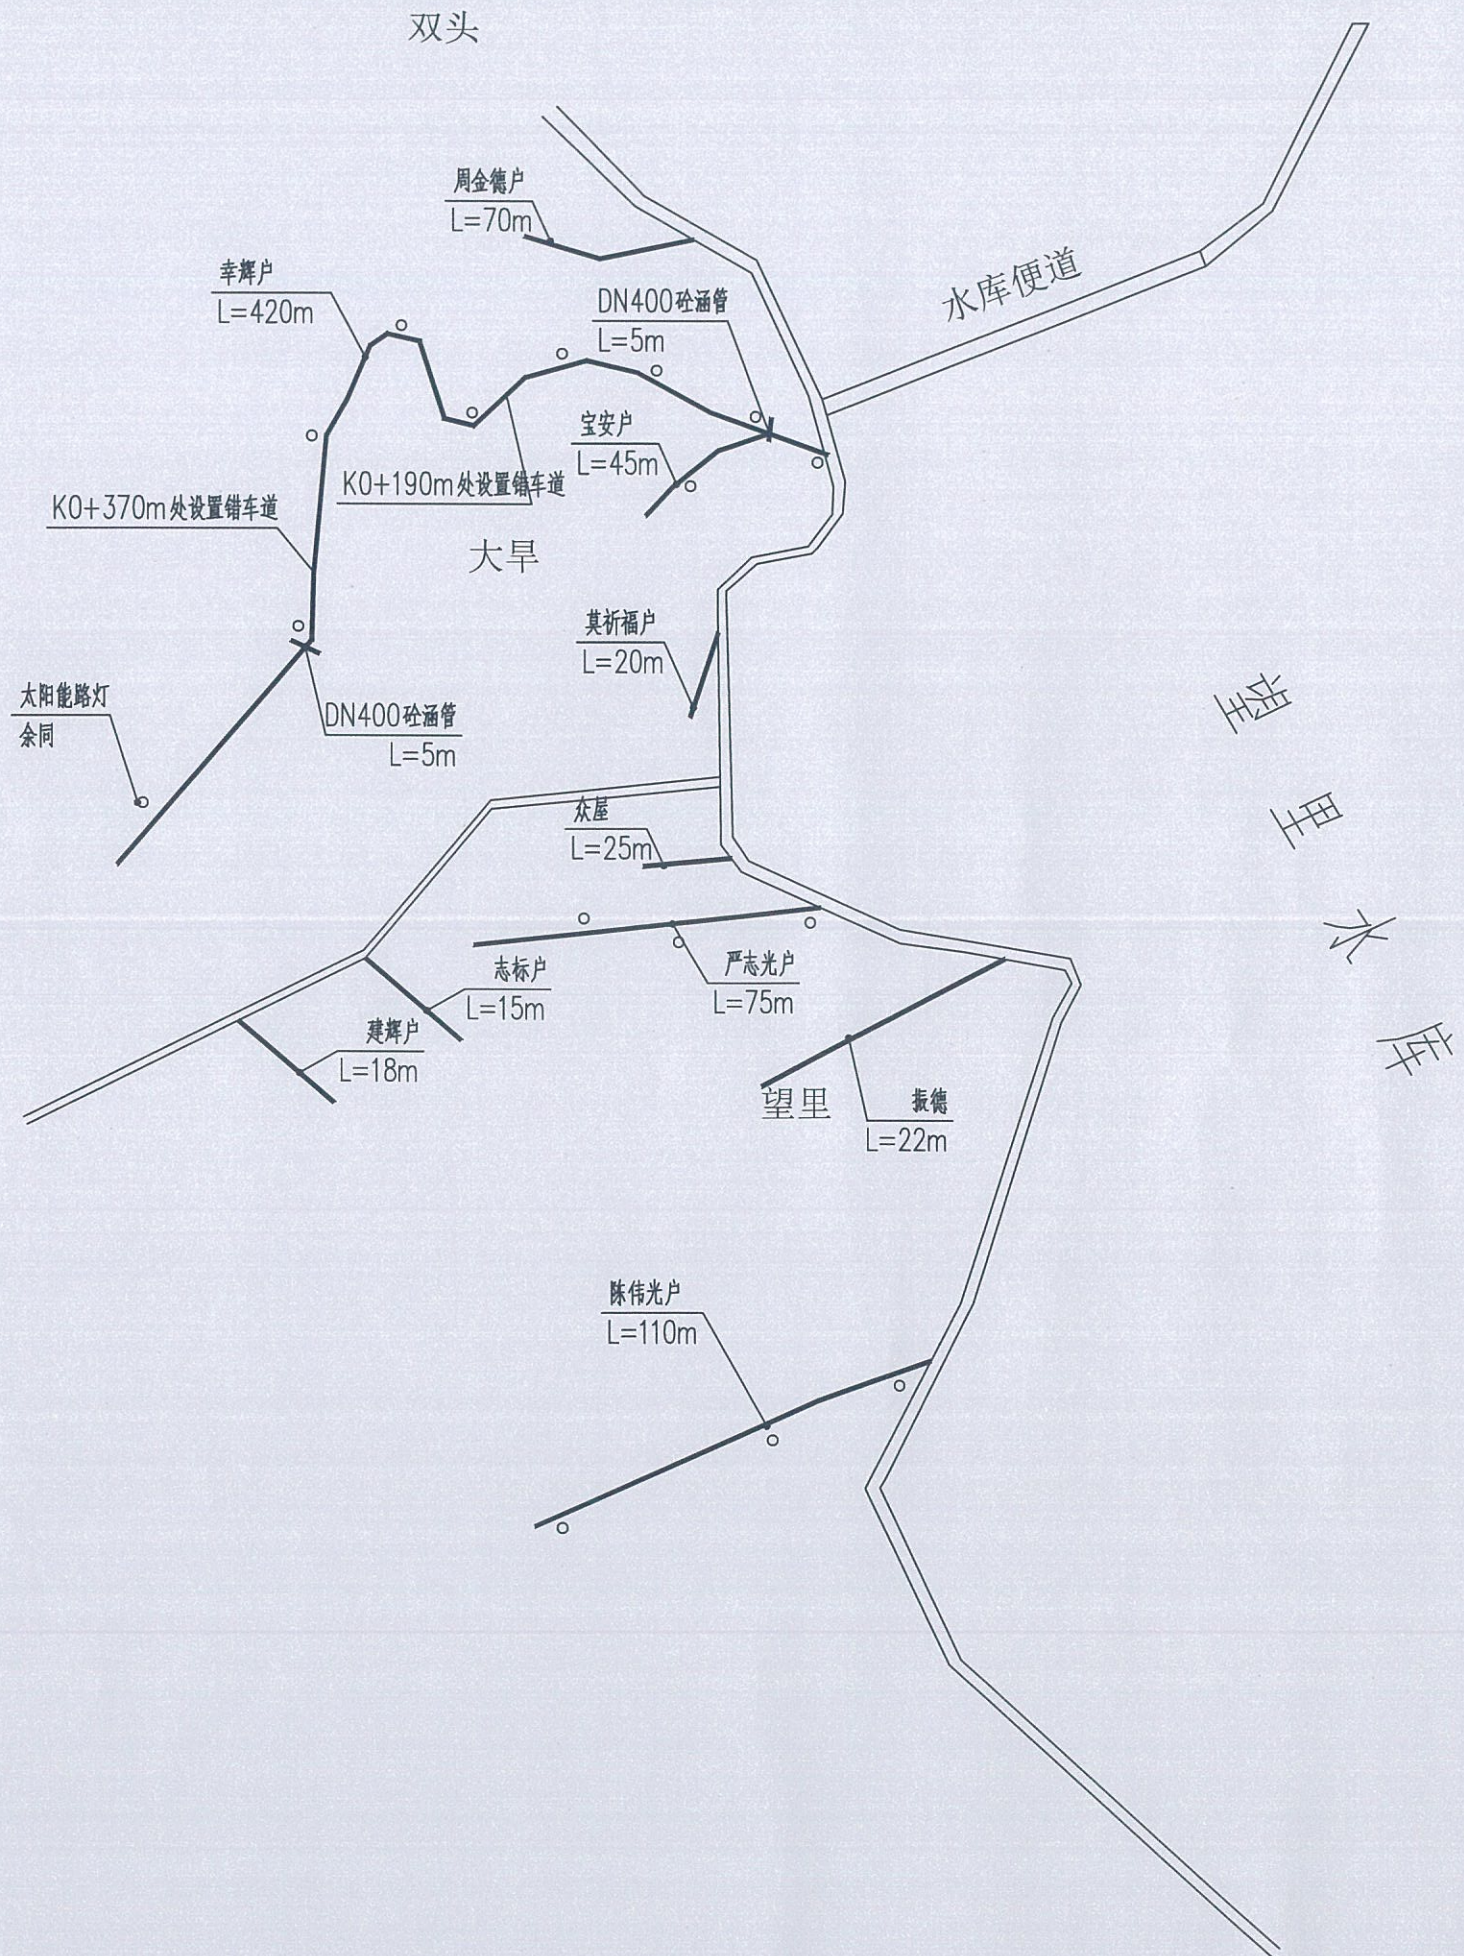 双头
周金德户
L=70m
水库便道
幸辉户
L=420m
DN400砼涵管
L=5m
宝安户
L=45m
K0+190m处设置错车道
K0+370m处设置错车道
大旱
莫祈福户
L=20m
太阳能路灯
余同
DN400砼涵管
L=5m
望里水库
众屋
L=25m
志标户
L=15m
严志光户
L=75m
建辉户
L=18m
望里
振德
L=22m
陈伟光户
L=110m